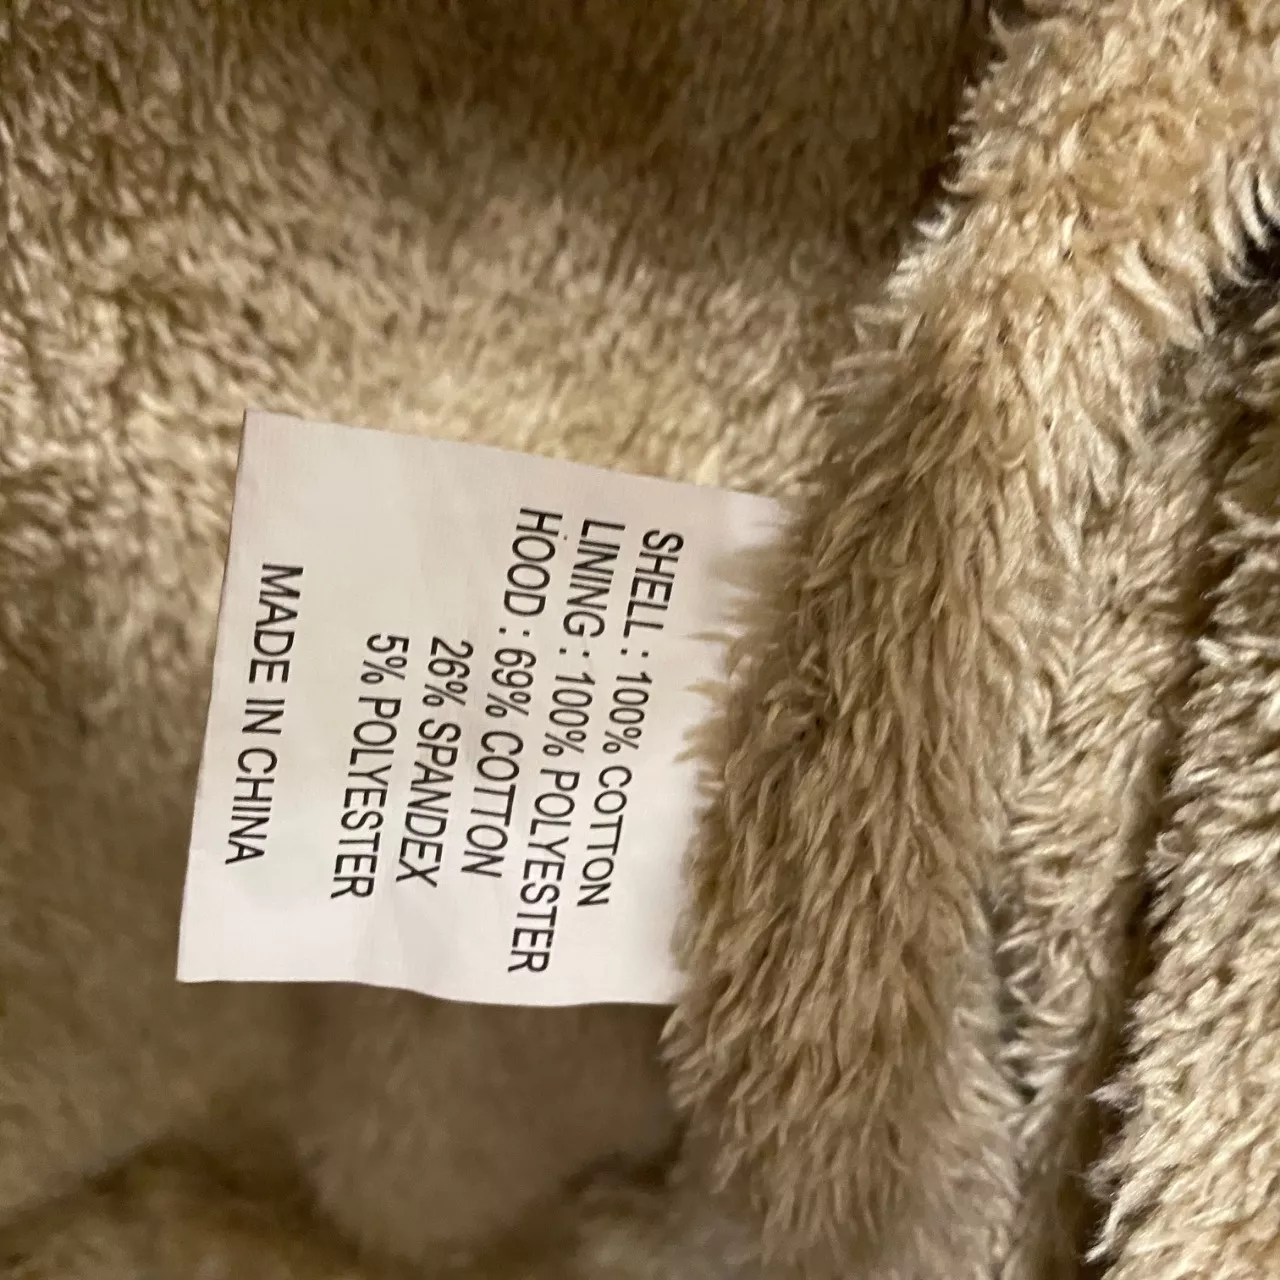 SHELL : 100% COTTON
LINING : 100% POLYESTER
HOOD : 69% COTTON
26% SPANDEX
5% POLYESTER
MADE IN CHINA